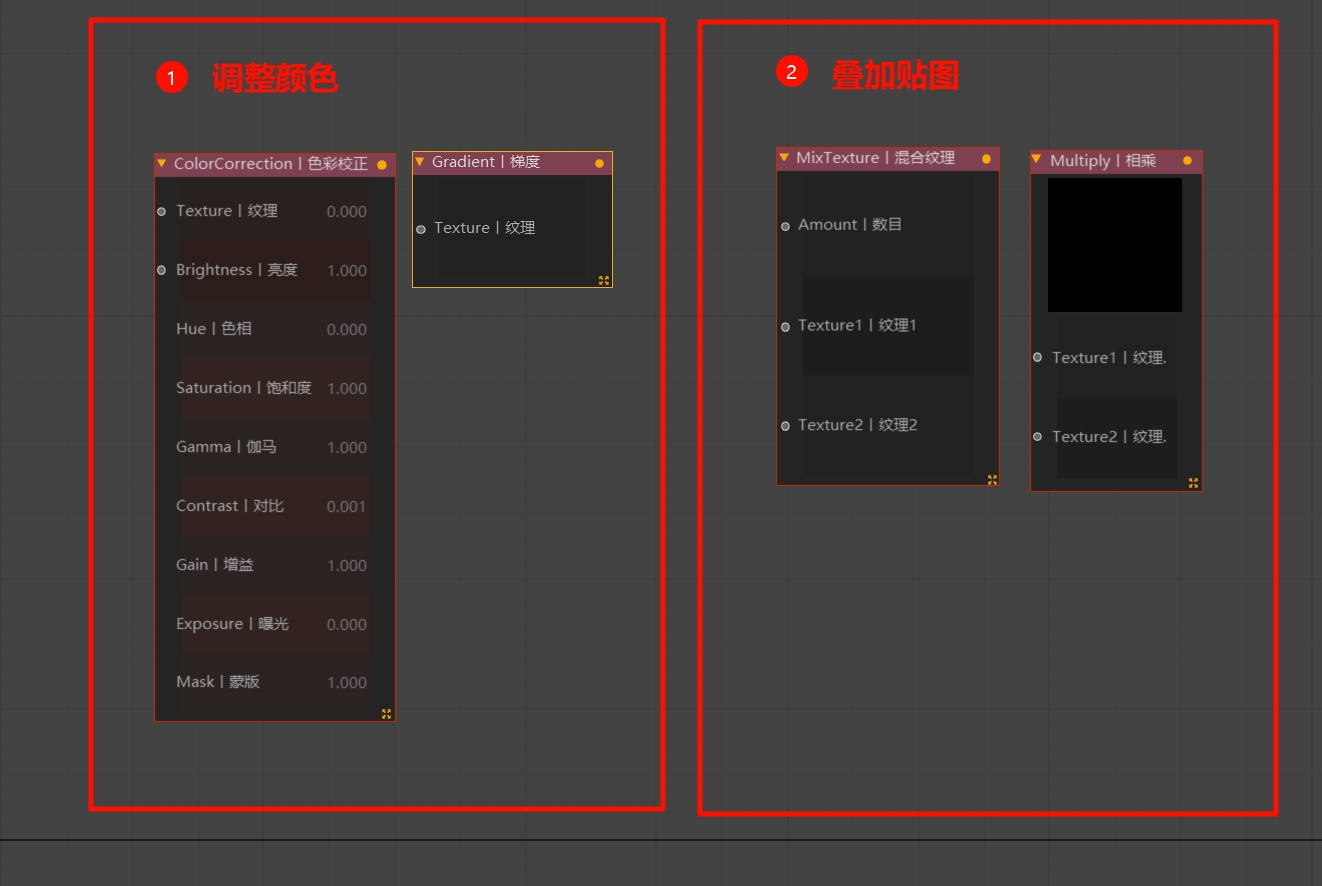 1 调整颜色
ColorCorrection | 色彩校正
Texture | 纹理 0.000
Brightness | 亮度 1.000
Hue | 色相 0.000
Saturation | 饱和度 1.000
Gamma | 伽马 1.000
Contrast | 对比 0.001
Gain | 增益 1.000
Exposure | 曝光 0.000
Mask | 蒙版 1.000
Gradient | 梯度
Texture | 纹理
2 叠加贴图
MixTexture | 混合纹理
Amount | 数目
Texture1 | 纹理1
Texture2 | 纹理2
Multiply | 相乘
Texture1 | 纹理.
Texture2 | 纹理.